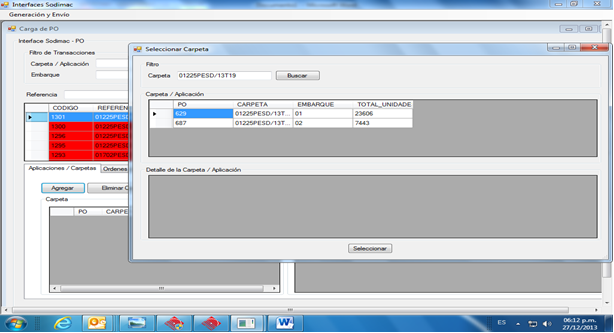 Interfaces Sodimac
Generación y Envío
Carga de PO
Interface Sodimac - PO
Filtro de Transacciones
Carpeta / Aplicación
Embarque
Referencia
CODIGO REFEREN
1301 01225PESD
1300 01225PESD
1296 01225PESD
1295 01225PESD
1293 01702PESD
Aplicaciones / Carpetas Ordenes
Agregar Eliminar C
Carpeta
PO CARPE
Seleccionar Carpeta
Filtro
Carpeta 01225PESD/13T19 Buscar
Carpeta / Aplicación
PO CARPETA EMBARQUE TOTAL_UNIDADE
629 01225PESD/13T... 01 23606
687 01225PESD/13T... 02 7443
Detalle de la Carpeta / Aplicación
Seleccionar
ES 06:12 p.m.
27/12/2013